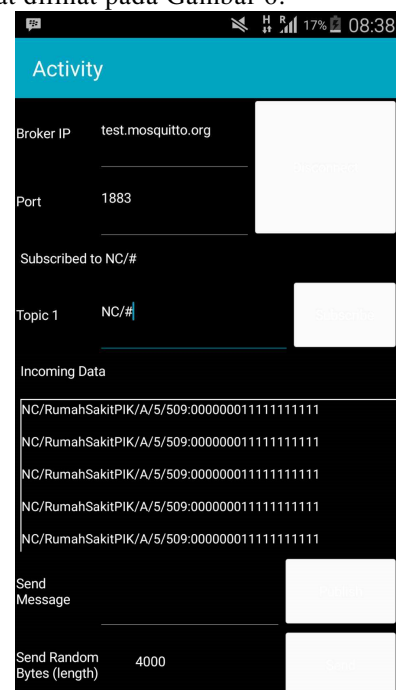 at dilihat pada Gambar 6.
H R 17% 08:38
Activity
Broker IP test.mosquitto.org
Port 1883
Subscribed to NC/#
Topic 1 NC/#
Incoming Data
NC/RumahSakitPIK/A/5/509:000000011111111111
NC/RumahSakitPIK/A/5/509:000000011111111111
NC/RumahSakitPIK/A/5/509:000000011111111111
NC/RumahSakitPIK/A/5/509:000000011111111111
NC/RumahSakitPIK/A/5/509:000000011111111111
Send
Message
Send Random
Bytes (length) 4000